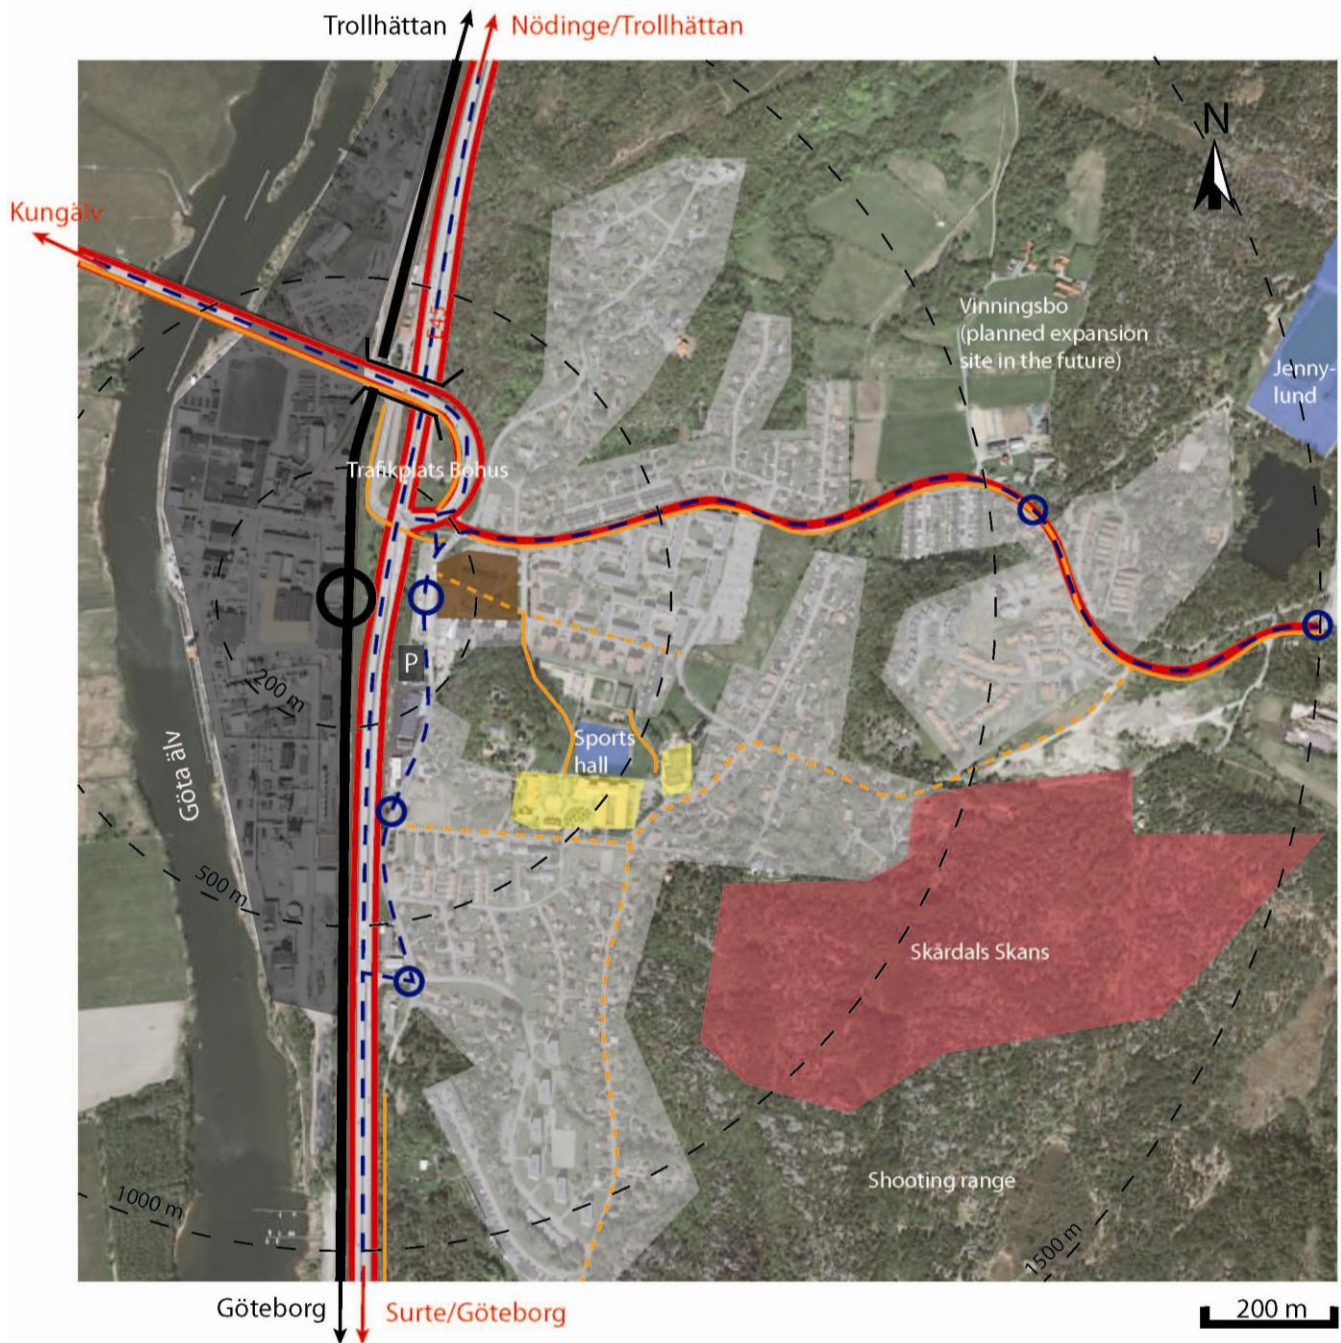 Trollhättan
Nödinge/Trollhättan
N
Kungälv
E45
Vinningsbo
(planned expansion
site in the future)
Jenny-
lund
Trafikplats Bohus
P
200 m
Sports
hall
Göta älv
500 m
Skårdals Skans
Shooting range
1000 m
1500 m
Göteborg
Surte/Göteborg
200 m